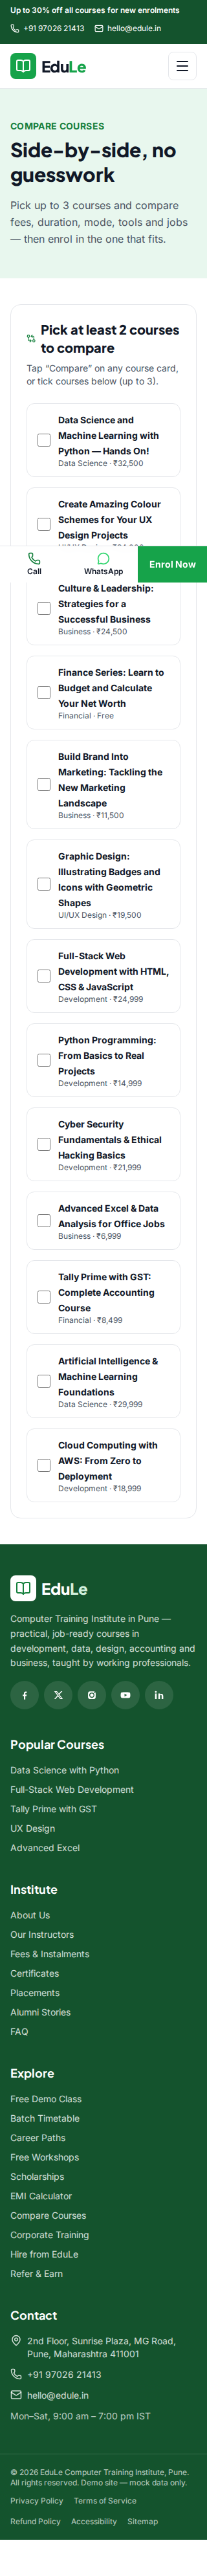 Up to 30% off all courses for new enrolments
+91 97026 21413 hello@edule.in
EduLe
COMPARE COURSES
Side-by-side, no
guesswork
Pick up to 3 courses and compare
fees, duration, mode, tools and jobs
— then enrol in the one that fits.
Pick at least 2 courses
to compare
Tap "Compare" on any course card,
or tick courses below (up to 3).
Data Science and
Machine Learning with
Python — Hands On!
Data Science · ₹32,500
Create Amazing Colour
Schemes for Your UX
Design Projects
Call WhatsApp Enrol Now
Culture & Leadership:
Strategies for a
Successful Business
Business · ₹24,500
Finance Series: Learn to
Budget and Calculate
Your Net Worth
Financial · Free
Build Brand Into
Marketing: Tackling the
New Marketing
Landscape
Business · ₹11,500
Graphic Design:
Illustrating Badges and
Icons with Geometric
Shapes
UI/UX Design · ₹19,500
Full-Stack Web
Development with HTML,
CSS & JavaScript
Development · ₹24,999
Python Programming:
From Basics to Real
Projects
Development · ₹14,999
Cyber Security
Fundamentals & Ethical
Hacking Basics
Development · ₹21,999
Advanced Excel & Data
Analysis for Office Jobs
Business · ₹6,999
Tally Prime with GST:
Complete Accounting
Course
Financial · ₹8,499
Artificial Intelligence &
Machine Learning
Foundations
Data Science · ₹29,999
Cloud Computing with
AWS: From Zero to
Deployment
Development · ₹18,999
EduLe
Computer Training Institute in Pune —
practical, job-ready courses in
development, data, design, accounting and
business, taught by working professionals.
Popular Courses
Data Science with Python
Full-Stack Web Development
Tally Prime with GST
UX Design
Advanced Excel
Institute
About Us
Our Instructors
Fees & Instalments
Certificates
Placements
Alumni Stories
FAQ
Explore
Free Demo Class
Batch Timetable
Career Paths
Free Workshops
Scholarships
EMI Calculator
Compare Courses
Corporate Training
Hire from EduLe
Refer & Earn
Contact
2nd Floor, Sunrise Plaza, MG Road,
Pune, Maharashtra 411001
+91 97026 21413
hello@edule.in
Mon–Sat, 9:00 am – 7:00 pm IST
© 2026 EduLe Computer Training Institute, Pune.
All rights reserved. Demo site — mock data only.
Privacy Policy Terms of Service
Refund Policy Accessibility Sitemap